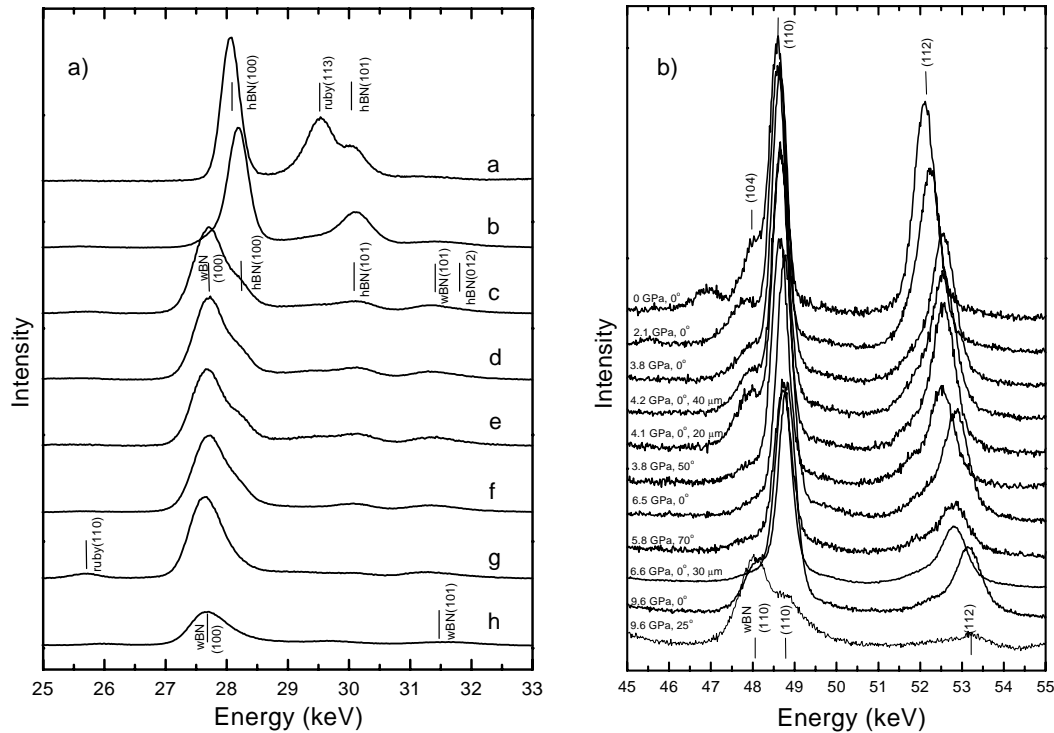 a)
hBN(100)
ruby(113)
hBN(101)
a
b
wBN
(100)
hBN(100)
hBN(101)
wBN(101)
hBN(012)
c
d
e
f
ruby(110)
g
wBN
(100)
wBN(101)
h
Intensity
25 26 27 28 29 30 31 32 33
Energy (keV)
b)
(110)
(112)
(104)
0 GPa, 0°
2.1 GPa, 0°
3.8 GPa, 0°
4.2 GPa, 0°, 40 μm
4.1 GPa, 0°, 20 μm
3.8 GPa, 50°
6.5 GPa, 0°
5.8 GPa, 70°
6.6 GPa, 0°, 30 μm
9.6 GPa, 0°
9.6 GPa, 25°
wBN
(110)
(110)
(112)
Intensity
45 46 47 48 49 50 51 52 53 54 55
Energy (keV)